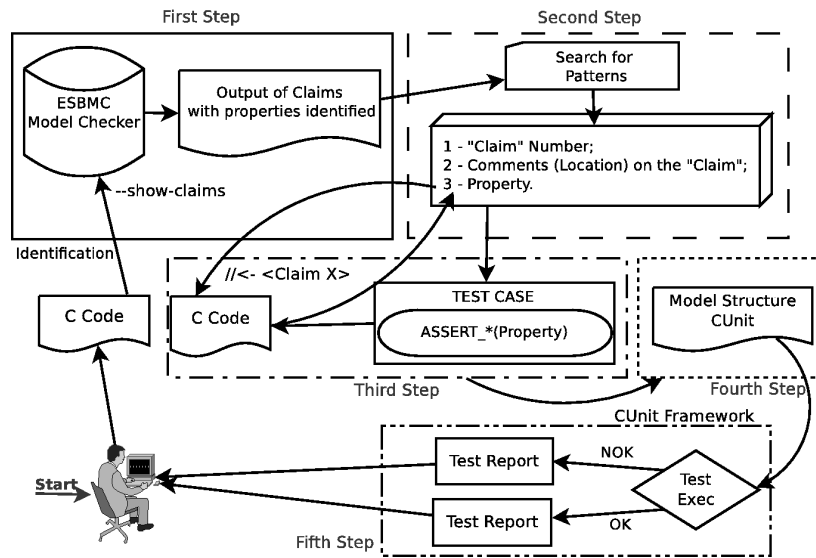 First Step
Second Step
ESBMC
Model Checker
Output of Claims
with properties identified
Search for
Patterns
1 - "Claim" Number;
2 - Comments (Location) on the "Claim";
3 - Property.
--show-claims
Identification
//<- <Claim X>
C Code
C Code
TEST CASE
ASSERT_*(Property)
Model Structure
CUnit
Third Step
Fourth Step
CUnit Framework
Start
Test Report
NOK
Test
Exec
Test Report
OK
Fifth Step